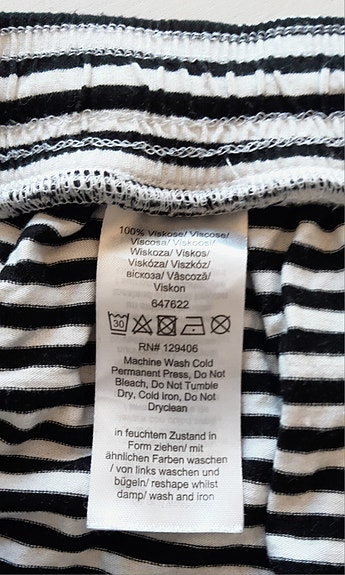 100% Viskose/ Viscose/
Viscosa/ Viskoosi/
Wiskoza/ Viskos/
Viskóza/ Viszkóz/
віскоза/ Vâscoză/
Viskon
647622
30
RN# 129406
Machine Wash Cold
Permanent Press, Do Not
Bleach, Do Not Tumble
Dry, Cold Iron, Do Not
Dryclean
in feuchtem Zustand in
Form ziehen/ mit
ähnlichen Farben waschen
/ von links waschen und
bügeln/ reshape whilst
damp/ wash and iron